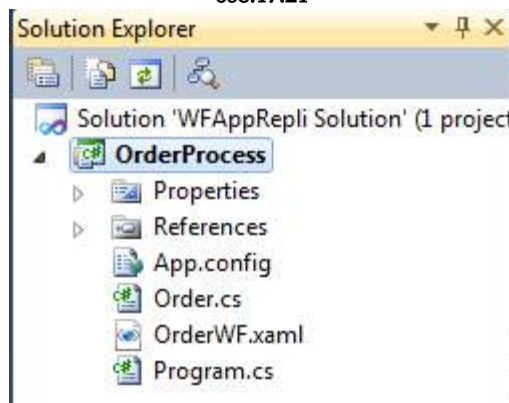 Solution Explorer
Solution 'WFAppRepli Solution' (1 project
OrderProcess
Properties
References
App.config
Order.cs
OrderWF.xaml
Program.cs